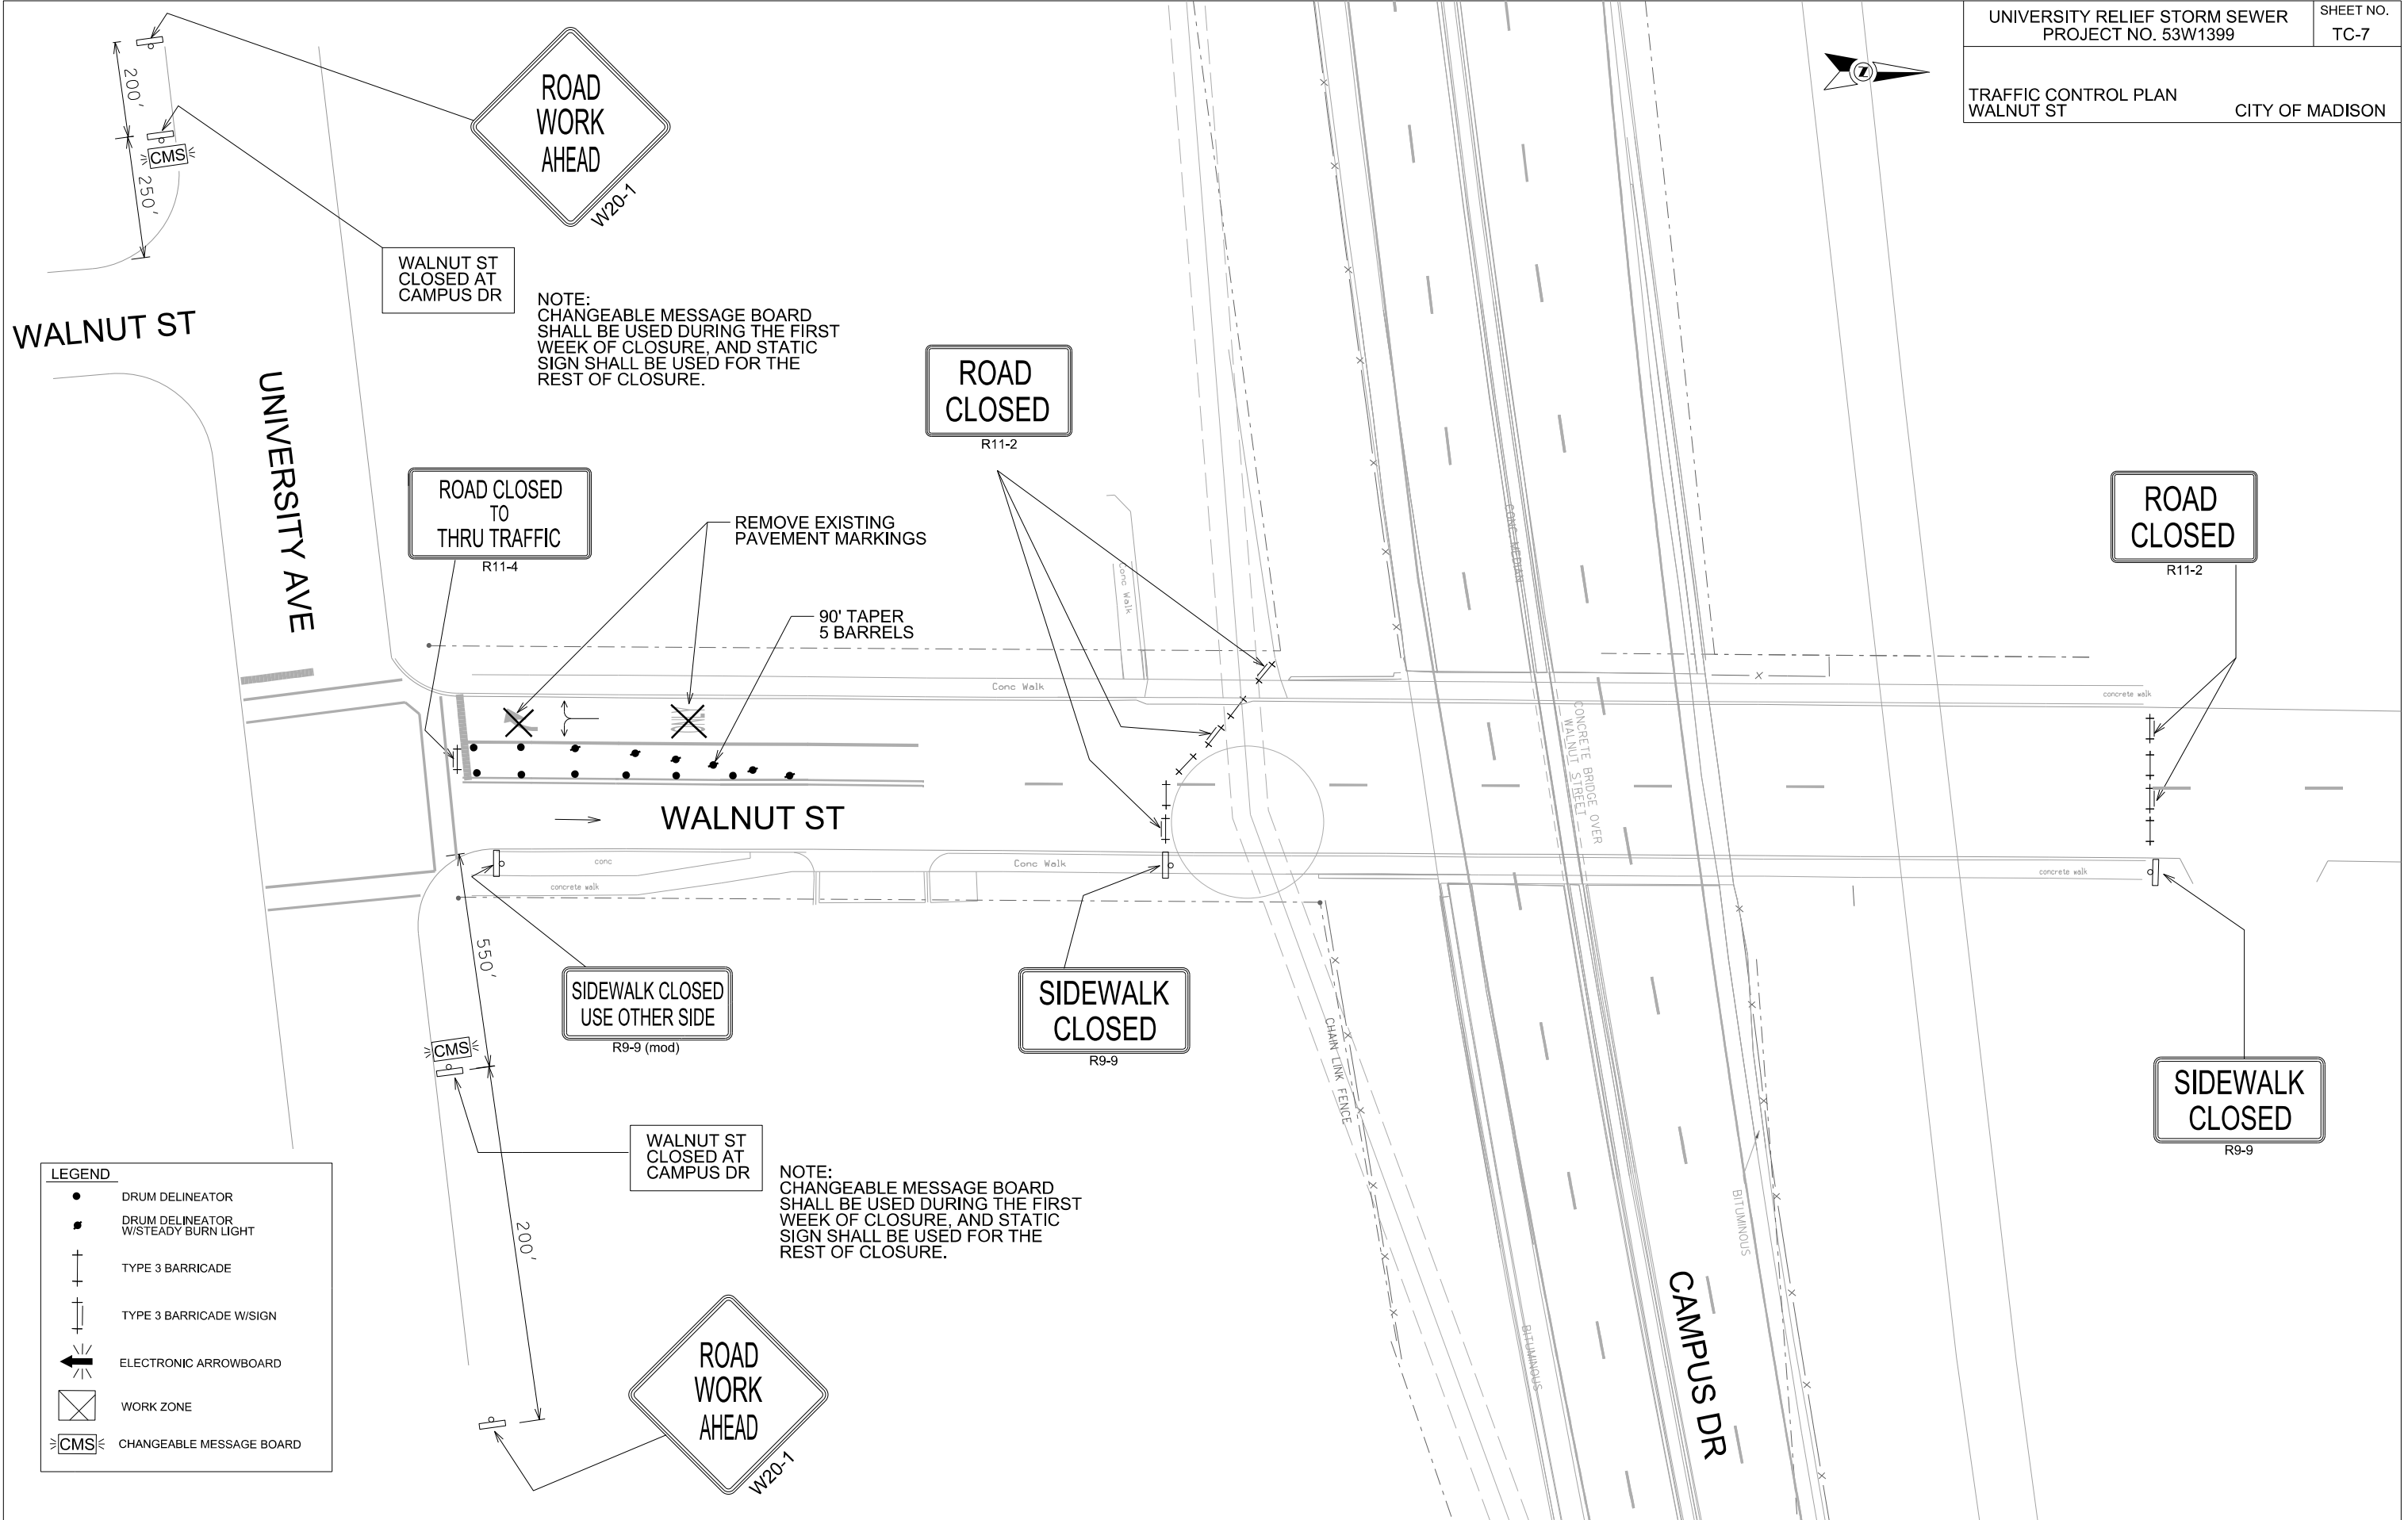 UNIVERSITY RELIEF STORM SEWER
PROJECT NO. 53W1399
SHEET NO.
TC-7
TRAFFIC CONTROL PLAN
WALNUT ST
CITY OF MADISON
Z
200'
CMS
250'
ROAD
WORK
AHEAD
W20-1
WALNUT ST
CLOSED AT
CAMPUS DR
NOTE:
CHANGEABLE MESSAGE BOARD
SHALL BE USED DURING THE FIRST
WEEK OF CLOSURE, AND STATIC
SIGN SHALL BE USED FOR THE
REST OF CLOSURE.
WALNUT ST
UNIVERSITY AVE
ROAD CLOSED
TO
THRU TRAFFIC
R11-4
REMOVE EXISTING
PAVEMENT MARKINGS
90' TAPER
5 BARRELS
ROAD
CLOSED
R11-2
ROAD
CLOSED
R11-2
CONC. MEDIAN
Conc Walk
Conc Walk
concrete walk
CONCRETE BRIDGE OVER
WALNUT STREET
WALNUT ST
conc
Conc Walk
concrete walk
concrete walk
550'
CMS
SIDEWALK CLOSED
USE OTHER SIDE
R9-9 (mod)
SIDEWALK
CLOSED
R9-9
SIDEWALK
CLOSED
R9-9
CHAIN LINK FENCE
WALNUT ST
CLOSED AT
CAMPUS DR
NOTE:
CHANGEABLE MESSAGE BOARD
SHALL BE USED DURING THE FIRST
WEEK OF CLOSURE, AND STATIC
SIGN SHALL BE USED FOR THE
REST OF CLOSURE.
200'
BITUMINOUS
BITUMINOUS
CAMPUS DR
ROAD
WORK
AHEAD
W20-1
LEGEND
DRUM DELINEATOR
DRUM DELINEATOR
W/STEADY BURN LIGHT
TYPE 3 BARRICADE
TYPE 3 BARRICADE W/SIGN
ELECTRONIC ARROWBOARD
WORK ZONE
CMS CHANGEABLE MESSAGE BOARD